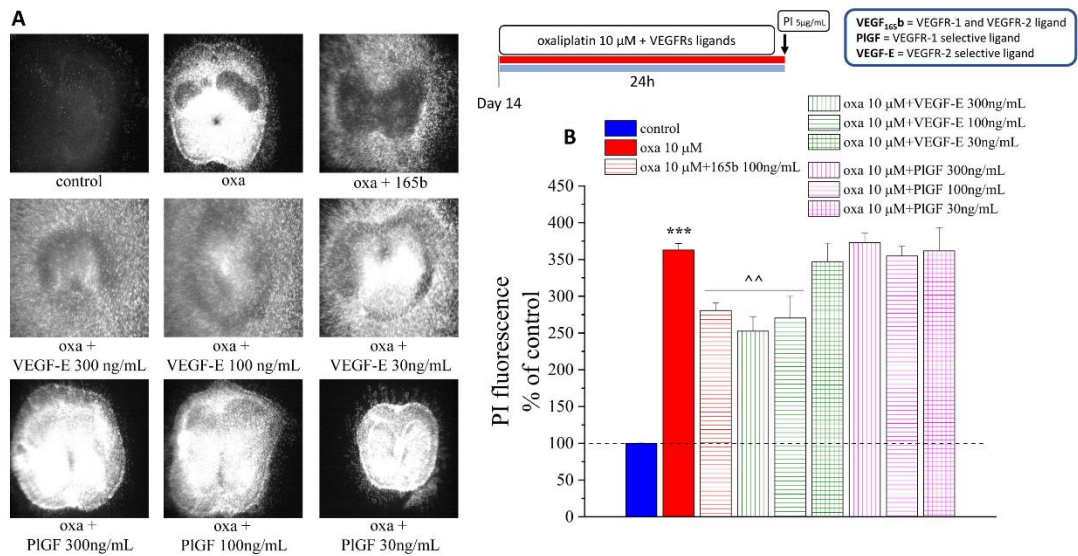 A
control
oxa
oxa + 165b
oxa +
VEGF-E 300 ng/mL
oxa +
VEGF-E 100 ng/mL
oxa +
VEGF-E 30ng/mL
oxa +
PlGF 300ng/mL
oxa +
PlGF 100ng/mL
oxa +
PlGF 30ng/mL
oxaliplatin 10 µM + VEGFRs ligands
PI 5µg/mL
24h
Day 14
VEGF165b = VEGFR-1 and VEGFR-2 ligand
PlGF = VEGFR-1 selective ligand
VEGF-E = VEGFR-2 selective ligand
B
control
oxa 10 µM
oxa 10 µM+165b 100ng/mL
oxa 10 µM+VEGF-E 300ng/mL
oxa 10 µM+VEGF-E 100ng/mL
oxa 10 µM+VEGF-E 30ng/mL
oxa 10 µM+PlGF 300ng/mL
oxa 10 µM+PlGF 100ng/mL
oxa 10 µM+PlGF 30ng/mL
PI fluorescence
% of control
450
400
350
300
250
200
150
100
50
0
***
^^